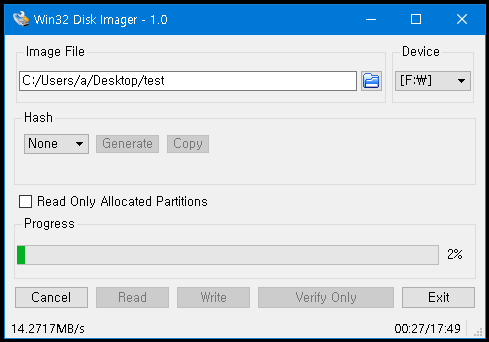 Win32 Disk Imager - 1.0
Image File
Device
C:/Users/a/Desktop/test
[F:₩]
Hash
None
Generate
Copy
Read Only Allocated Partitions
Progress
2%
Cancel
Read
Write
Verify Only
Exit
14.2717MB/s
00:27/17:49